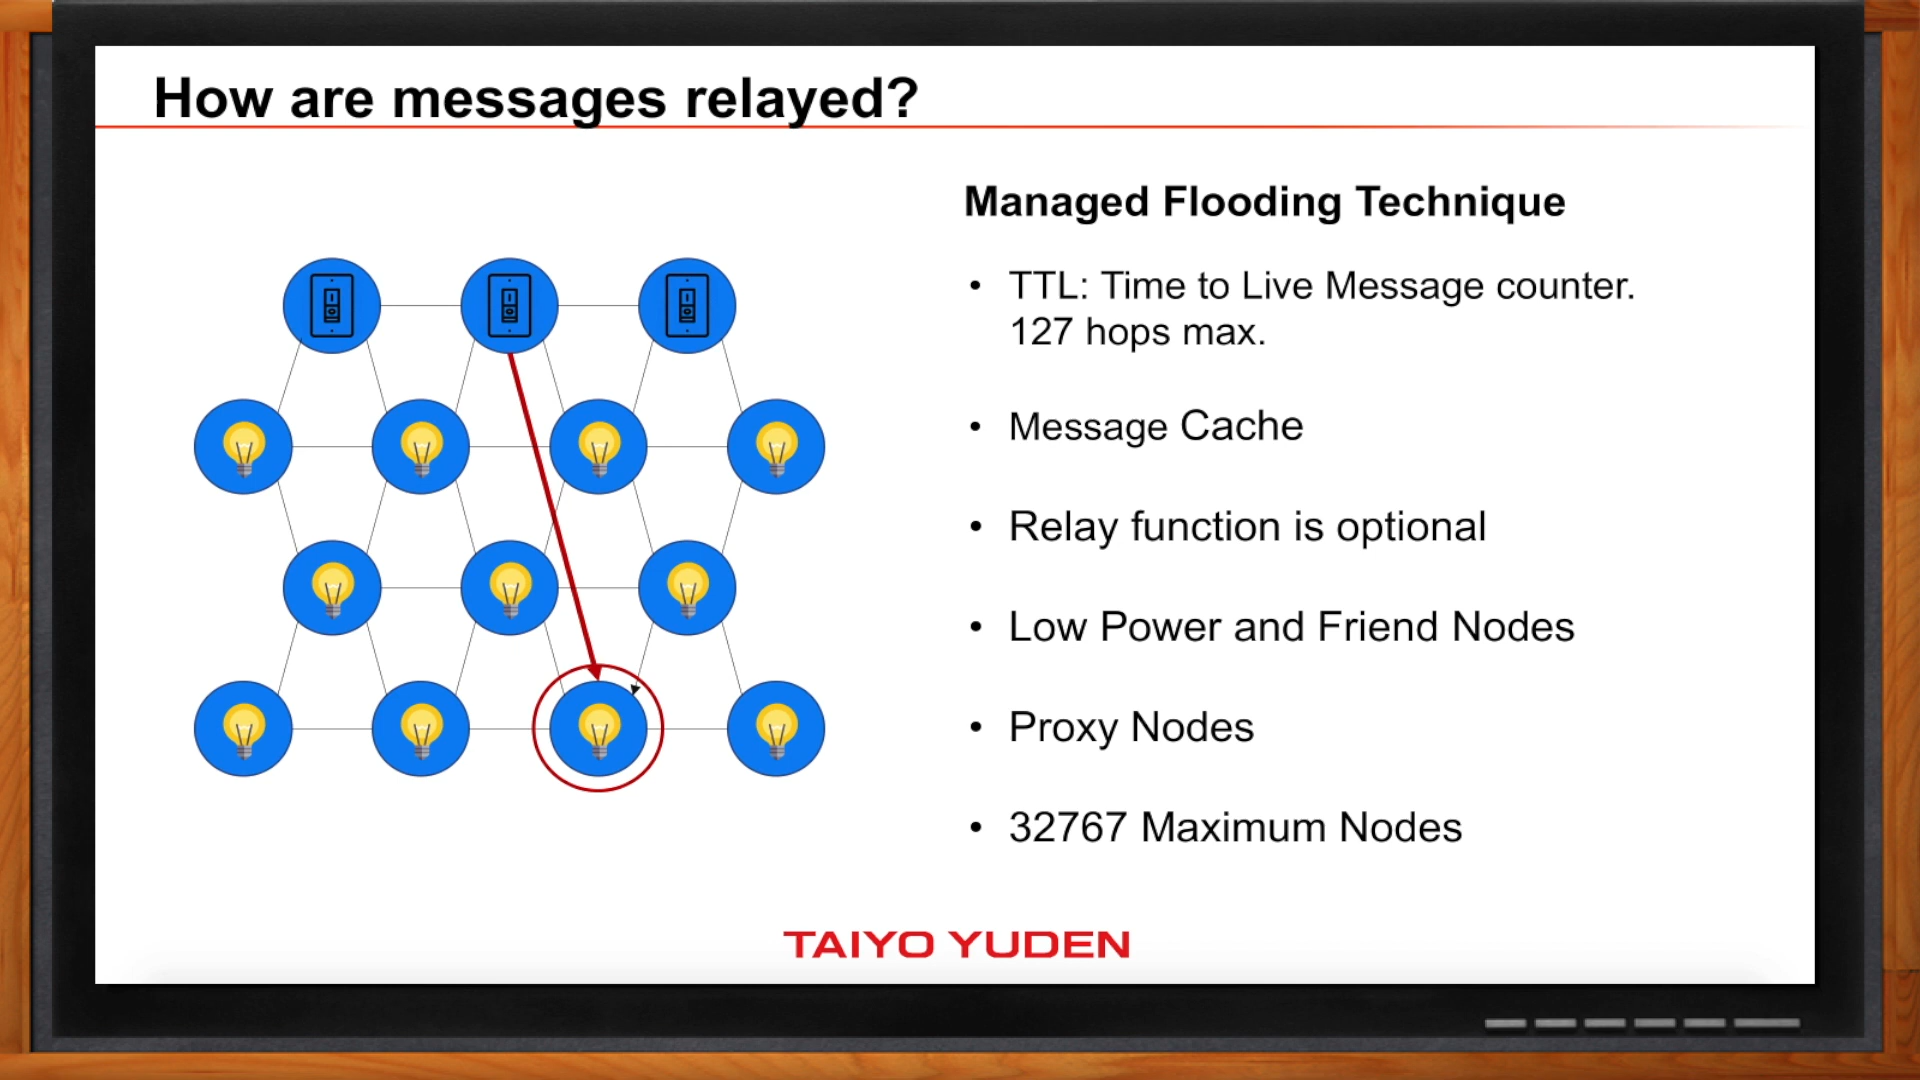 How are messages relayed?
Managed Flooding Technique
• TTL: Time to Live Message counter.
127 hops max.
• Message Cache
• Relay function is optional
• Low Power and Friend Nodes
• Proxy Nodes
• 32767 Maximum Nodes
TAIYO YUDEN